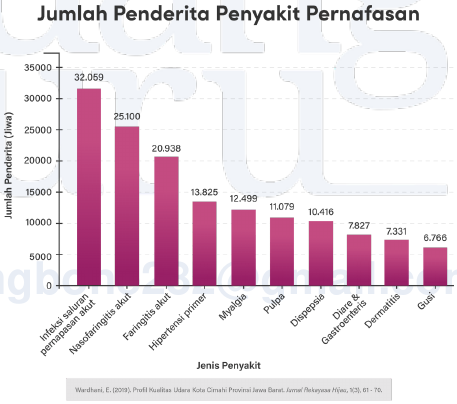 Jumlah Penderita Penyakit Pernafasan
Jumlah Penderita (Jiwa)
35000
30000
25000
20000
15000
10000
5000
0
32.059
25.100
20.938
13.825
12.499
11.079
10.416
7.827
7.331
6.766
Infeksi saluran
pernapasan akut
Nasofaringitis akut
Faringitis akut
Hipertensi primer
Myalgia
Pulpa
Dispepsia
Diare &
Gastroenteris
Dermatitis
Gusi
Jenis Penyakit
Wardhani, E. (2019). Profil Kualitas Udara Kota Cimahi Provinsi Jawa Barat. Jurnal Rekayasa Hijau, 1(3), 61 - 70.